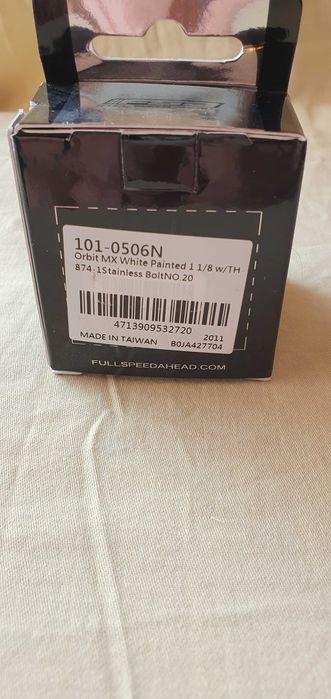 101-0506N
Orbit MX White Painted 1 1/8 w/TH
874-1Stainless BoltNO.20
4713909532720
2011
MADE IN TAIWAN B0JA427704
FULLSPEEDAHEAD.COM